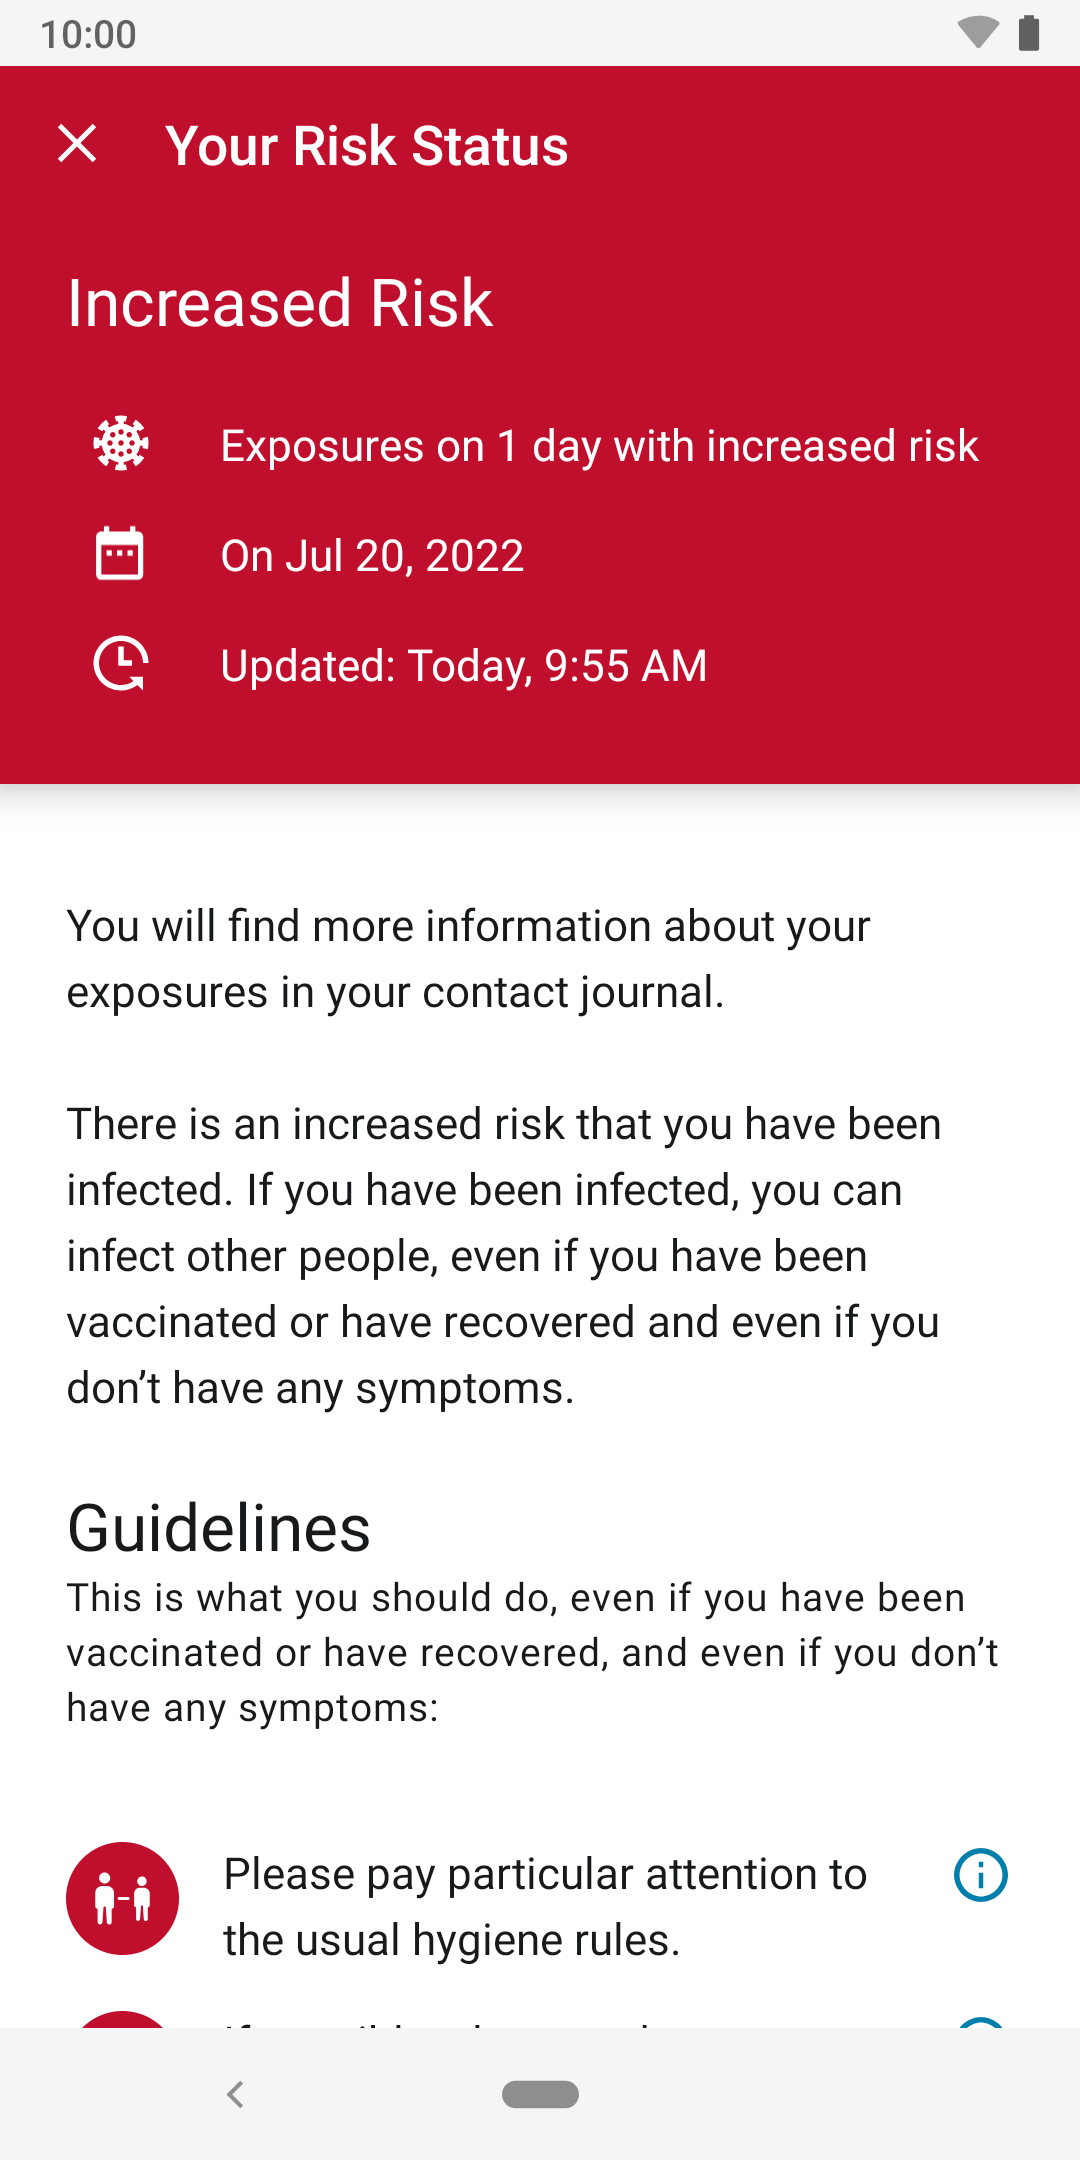 10:00
Your Risk Status
Increased Risk
Exposures on 1 day with increased risk
On Jul 20, 2022
Updated: Today, 9:55 AM
You will find more information about your
exposures in your contact journal.
There is an increased risk that you have been
infected. If you have been infected, you can
infect other people, even if you have been
vaccinated or have recovered and even if you
don’t have any symptoms.
Guidelines
This is what you should do, even if you have been
vaccinated or have recovered, and even if you don’t
have any symptoms:
Please pay particular attention to
the usual hygiene rules.